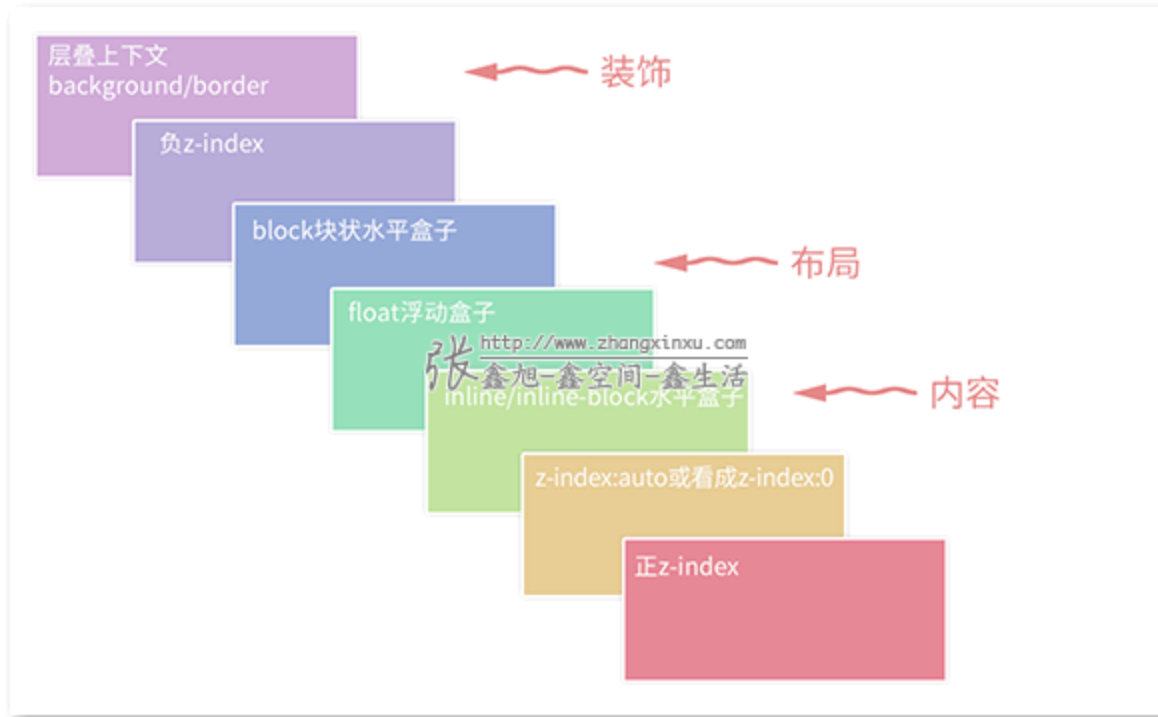 层叠上下文
background/border
装饰
负z-index
block块状水平盒子
布局
float浮动盒子
http://www.zhangxinxu.com
张鑫旭-鑫空间-鑫生活
inline/inline-block水平盒子
内容
z-index:auto或看成z-index:0
正z-index